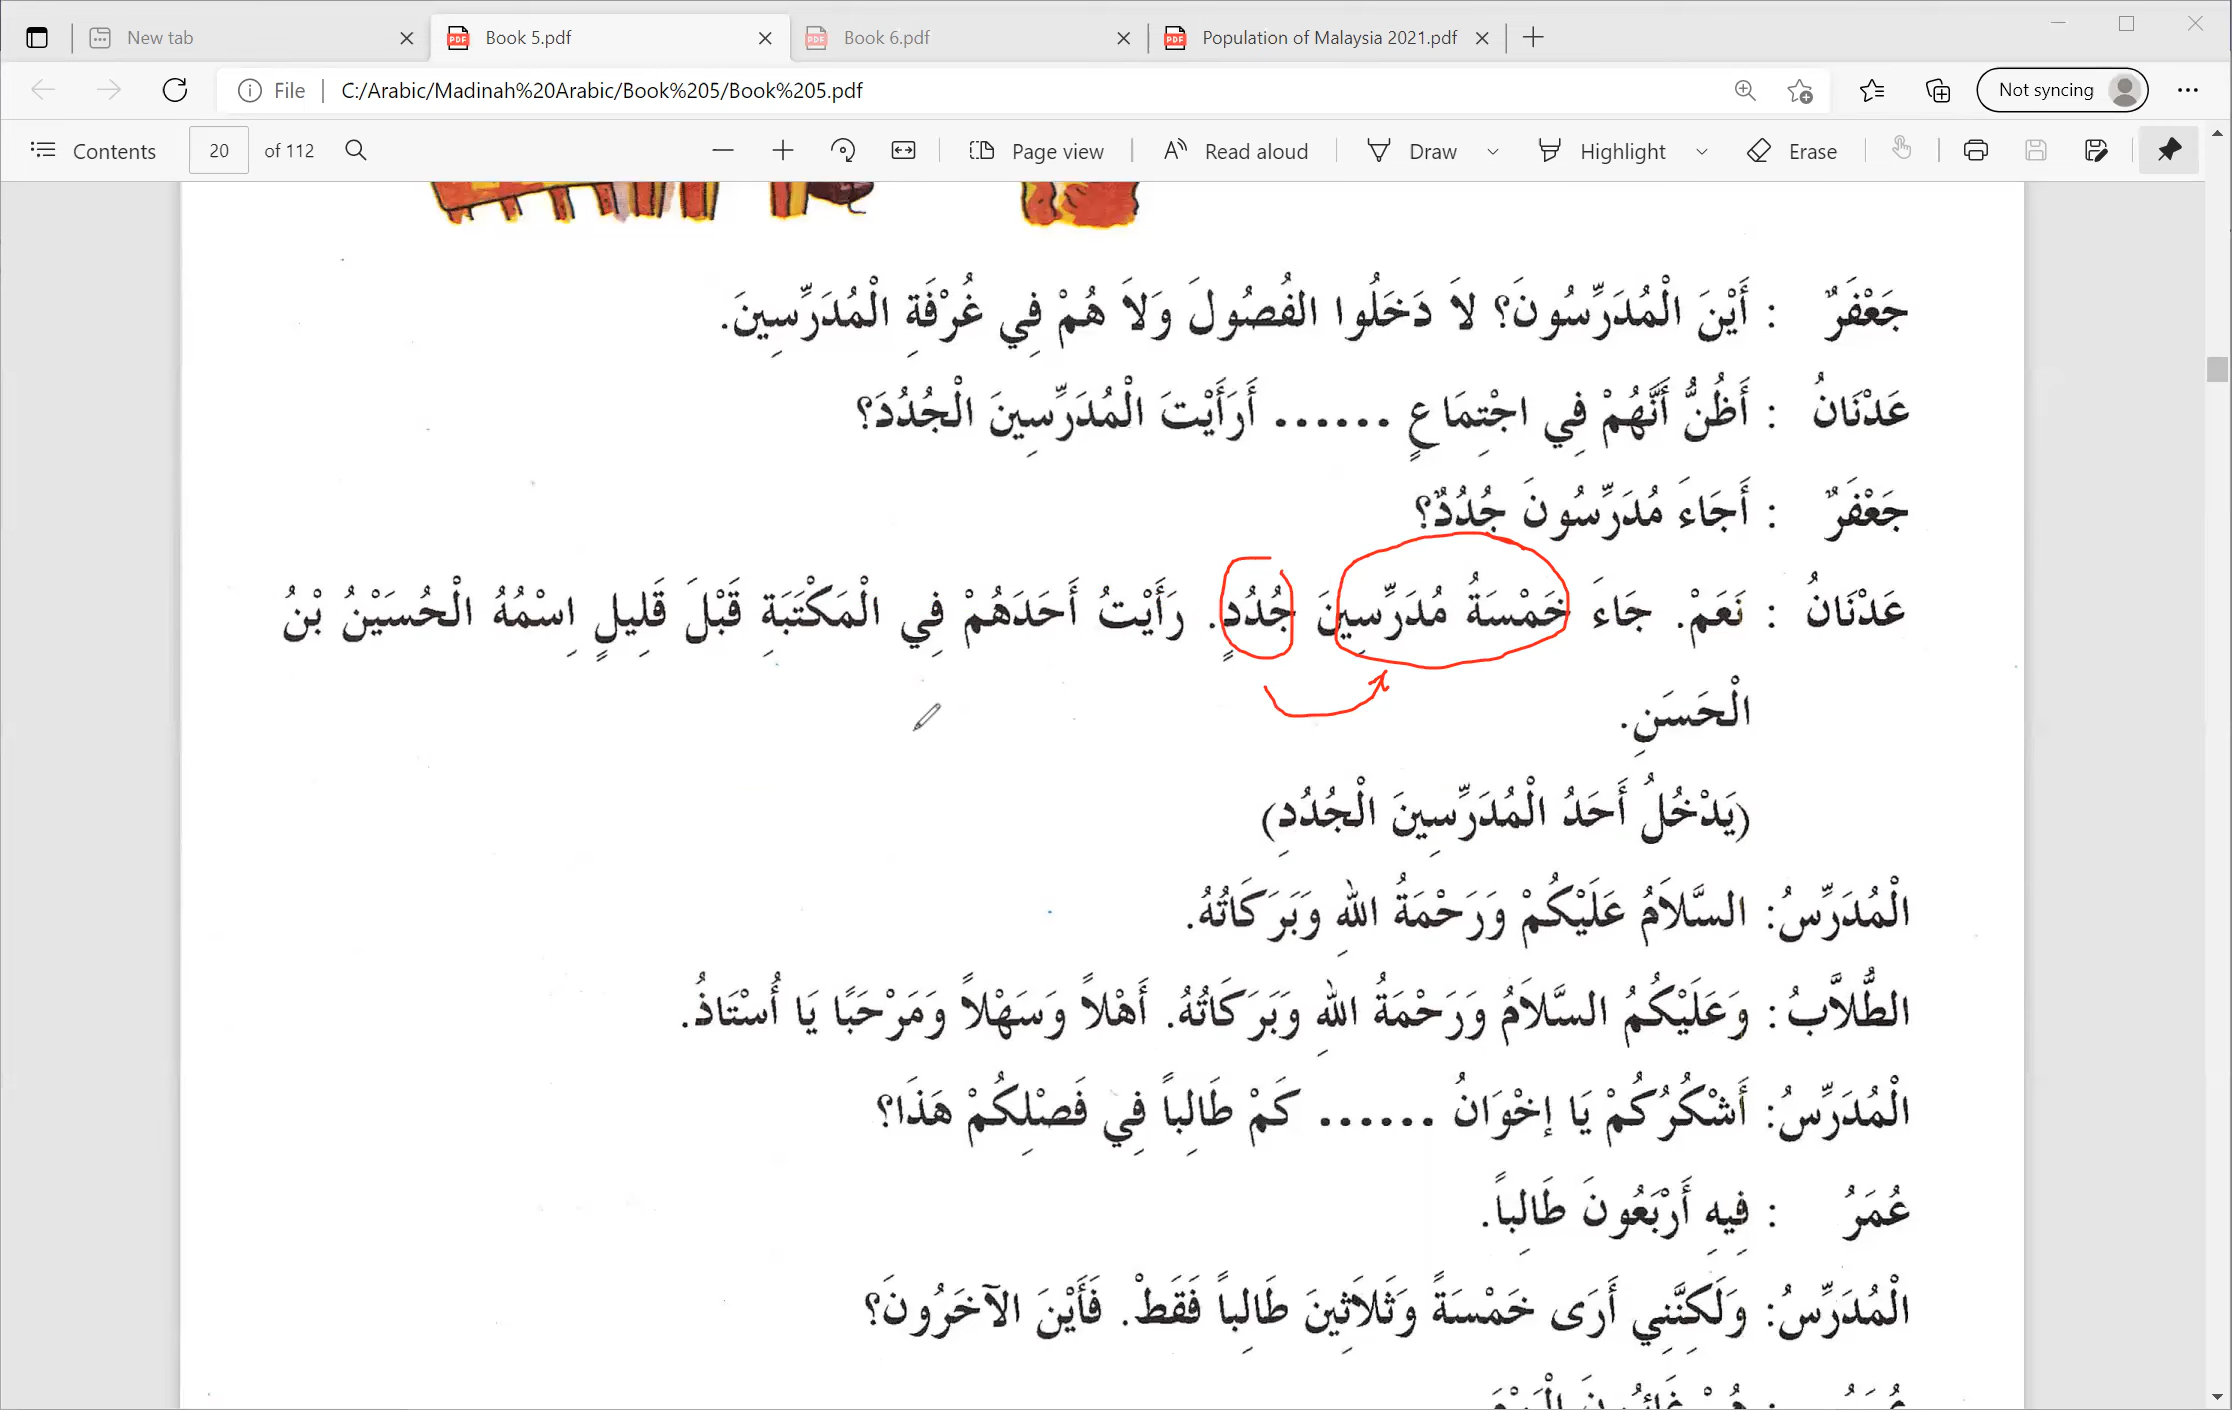 New tab
Book 5.pdf
Book 6.pdf
Population of Malaysia 2021.pdf
File
C:/Arabic/Madinah%20Arabic/Book%205/Book%205.pdf
Not syncing
Contents
20 of 112
Page view
Read aloud
Draw
Highlight
Erase
جَعْفَرٌ : أَيْنَ الْمُدَرِّسُونَ؟ لاَ دَخَلُوا الفُصُولَ وَلاَ هُمْ فِي غُرْفَةِ الْمُدَرِّسِينَ.
عَدْنَانُ : أَظُنُّ أَنَّهُمْ فِي اجْتِمَاعٍ ...... أَرَأَيْتَ الْمُدَرِّسِينَ الْجُدُدَ؟
جَعْفَرٌ : أَجَاءَ مُدَرِّسُونَ جُدُدٌ؟
عَدْنَانُ : نَعَمْ. جَاءَ خَمْسَةُ مُدَرِّسِينَ جُدُدٍ. رَأَيْتُ أَحَدَهُمْ فِي الْمَكْتَبَةِ قَبْلَ قَلِيلٍ اِسْمُهُ الْحُسَيْنُ بْنُ
الْحَسَنِ.
(يَدْخُلُ أَحَدُ الْمُدَرِّسِينَ الْجُدُدِ)
الْمُدَرِّسُ: السَّلاَمُ عَلَيْكُمْ وَرَحْمَةُ اللهِ وَبَرَكَاتُهُ.
الطُّلاَّبُ: وَعَلَيْكُمُ السَّلاَمُ وَرَحْمَةُ اللهِ وَبَرَكَاتُهُ. أَهْلاً وَسَهْلاً وَمَرْحَبًا يَا أُسْتَاذُ.
الْمُدَرِّسُ: أَشْكُرُكُمْ يَا إِخْوَانُ ...... كَمْ طَالِباً فِي فَصْلِكُمْ هَذَا؟
عُمَرُ : فِيهِ أَرْبَعُونَ طَالِباً.
الْمُدَرِّسُ: وَلَكِنَّنِي أَرَى خَمْسَةً وَثَلاَثِينَ طَالِباً فَقَطْ. فَأَيْنَ الآخَرُونَ؟